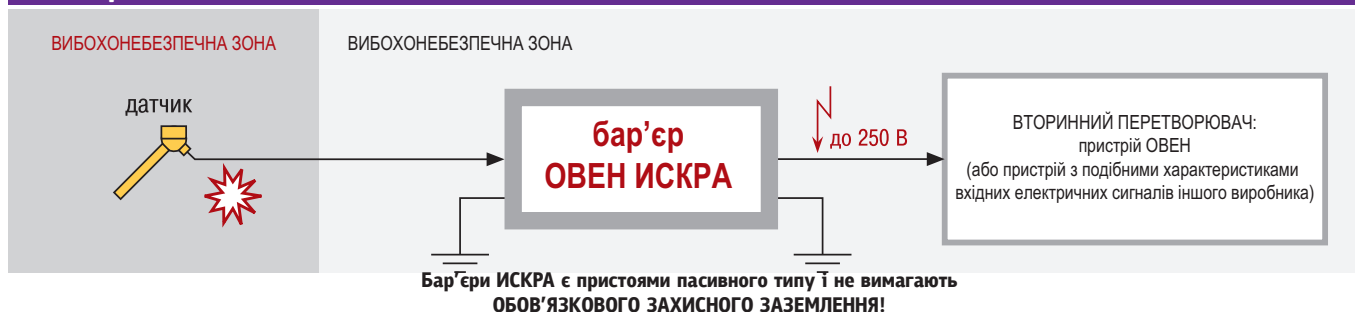 ВИБОХОНЕБЕЗПЕЧНА ЗОНА
ВИБОХОНЕБЕЗПЕЧНА ЗОНА
датчик
бар'єр
ОВЕН ИСКРА
до 250 В
ВТОРИННИЙ ПЕРЕТВОРЮВАЧ:
пристрій ОВЕН
(або пристрій з подібними характеристиками
вхідних електричних сигналів іншого виробника)
Бар'єри ИСКРА є пристоями пасивного типу і не вимагають
ОБОВ'ЯЗКОВОГО ЗАХИСНОГО ЗАЗЕМЛЕННЯ!